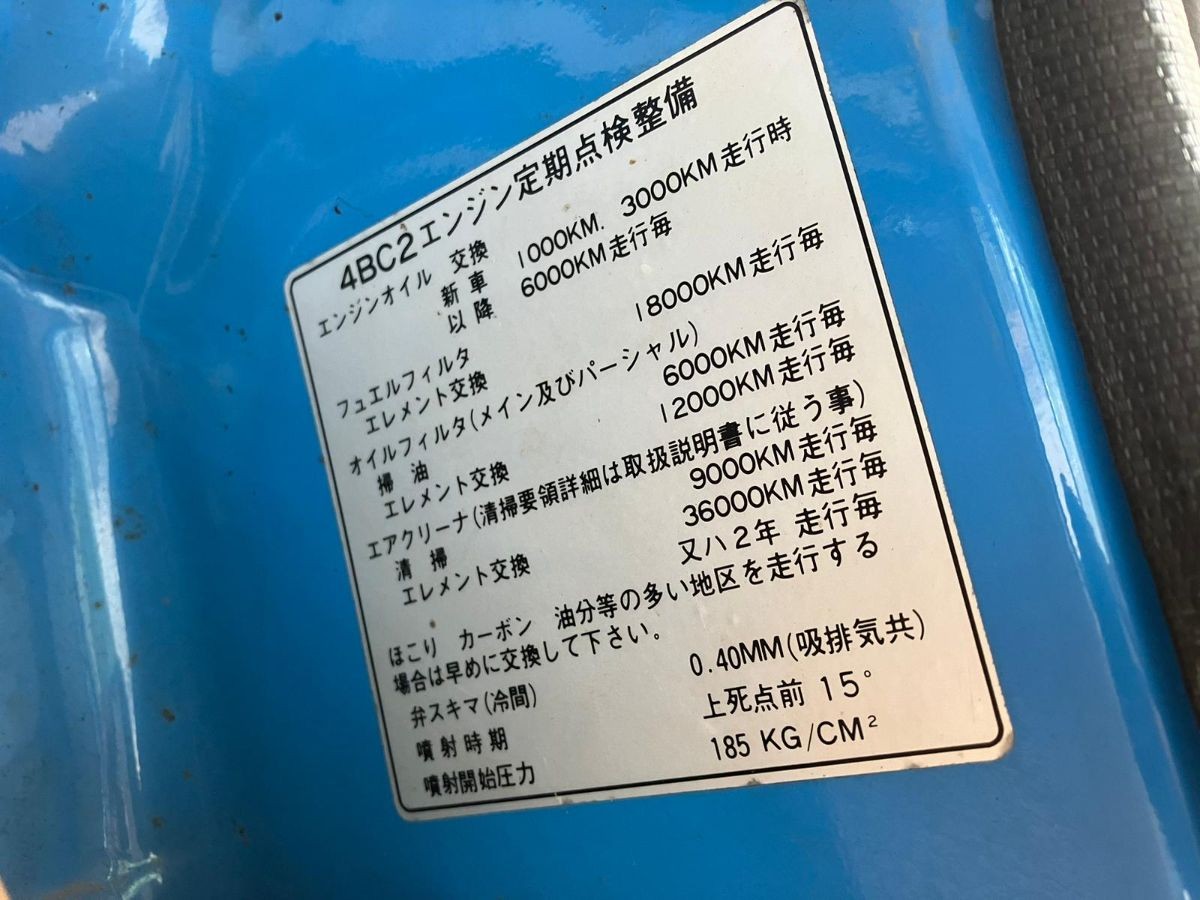 4BC2エンジン定期点検整備
エンジンオイル 交換
新車 1000KM. 3000KM走行時
以降 6000KM走行毎
フュエルフィルタ
エレメント交換 18000KM走行毎
オイルフィルタ(メイン及びパーシャル)
掃油 6000KM走行毎
エレメント交換 12000KM走行毎
エアクリーナ(清掃要領詳細は取扱説明書に従う事)
清掃 9000KM走行毎
エレメント交換 36000KM走行毎
又ハ2年 走行毎
ほこり カーボン 油分等の多い地区を走行する
場合は早めに交換して下さい。
弁スキマ(冷間) 0.40MM(吸排気共)
噴射時期 上死点前 15°
噴射開始圧力 185 KG/CM²